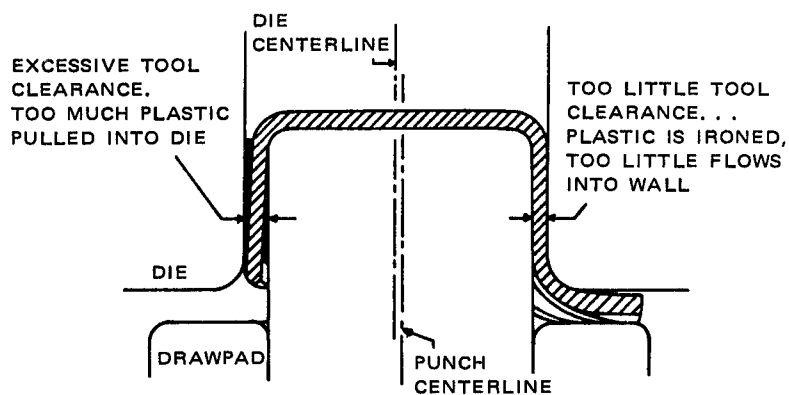 DIE
CENTERLINE
EXCESSIVE TOOL
CLEARANCE.
TOO MUCH PLASTIC
PULLED INTO DIE
TOO LITTLE TOOL
CLEARANCE...
PLASTIC IS IRONED,
TOO LITTLE FLOWS
INTO WALL
DIE
DRAWPAD
PUNCH
CENTERLINE